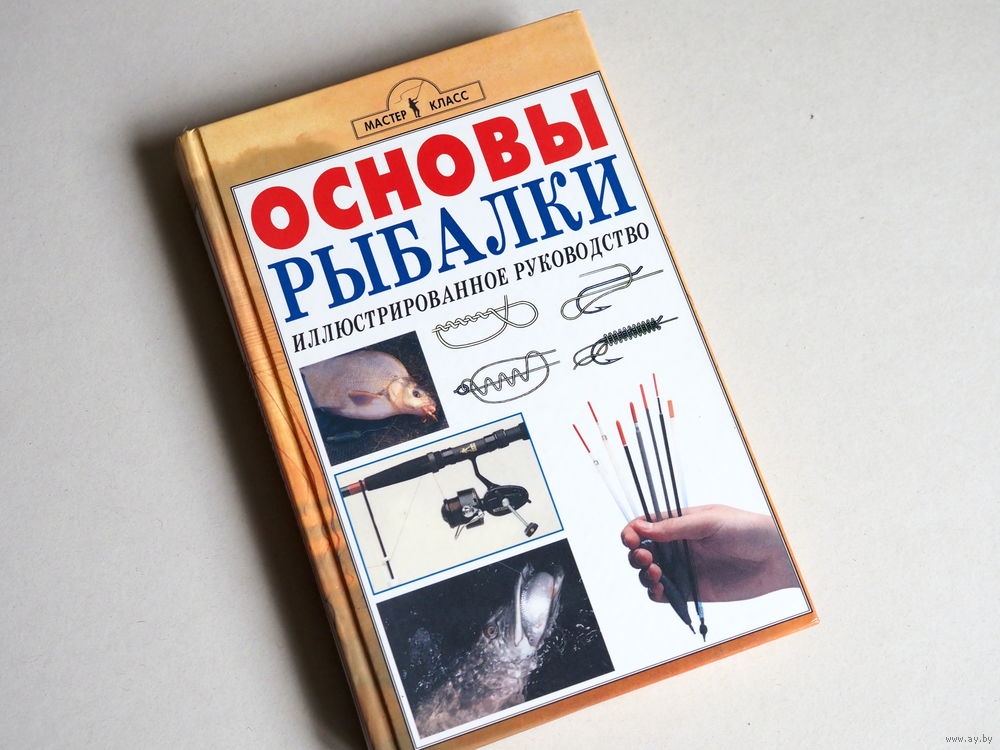 МАСТЕР КЛАСС
ОСНОВЫ
РЫБАЛКИ
ИЛЛЮСТРИРОВАННОЕ РУКОВОДСТВО
www.ay.by